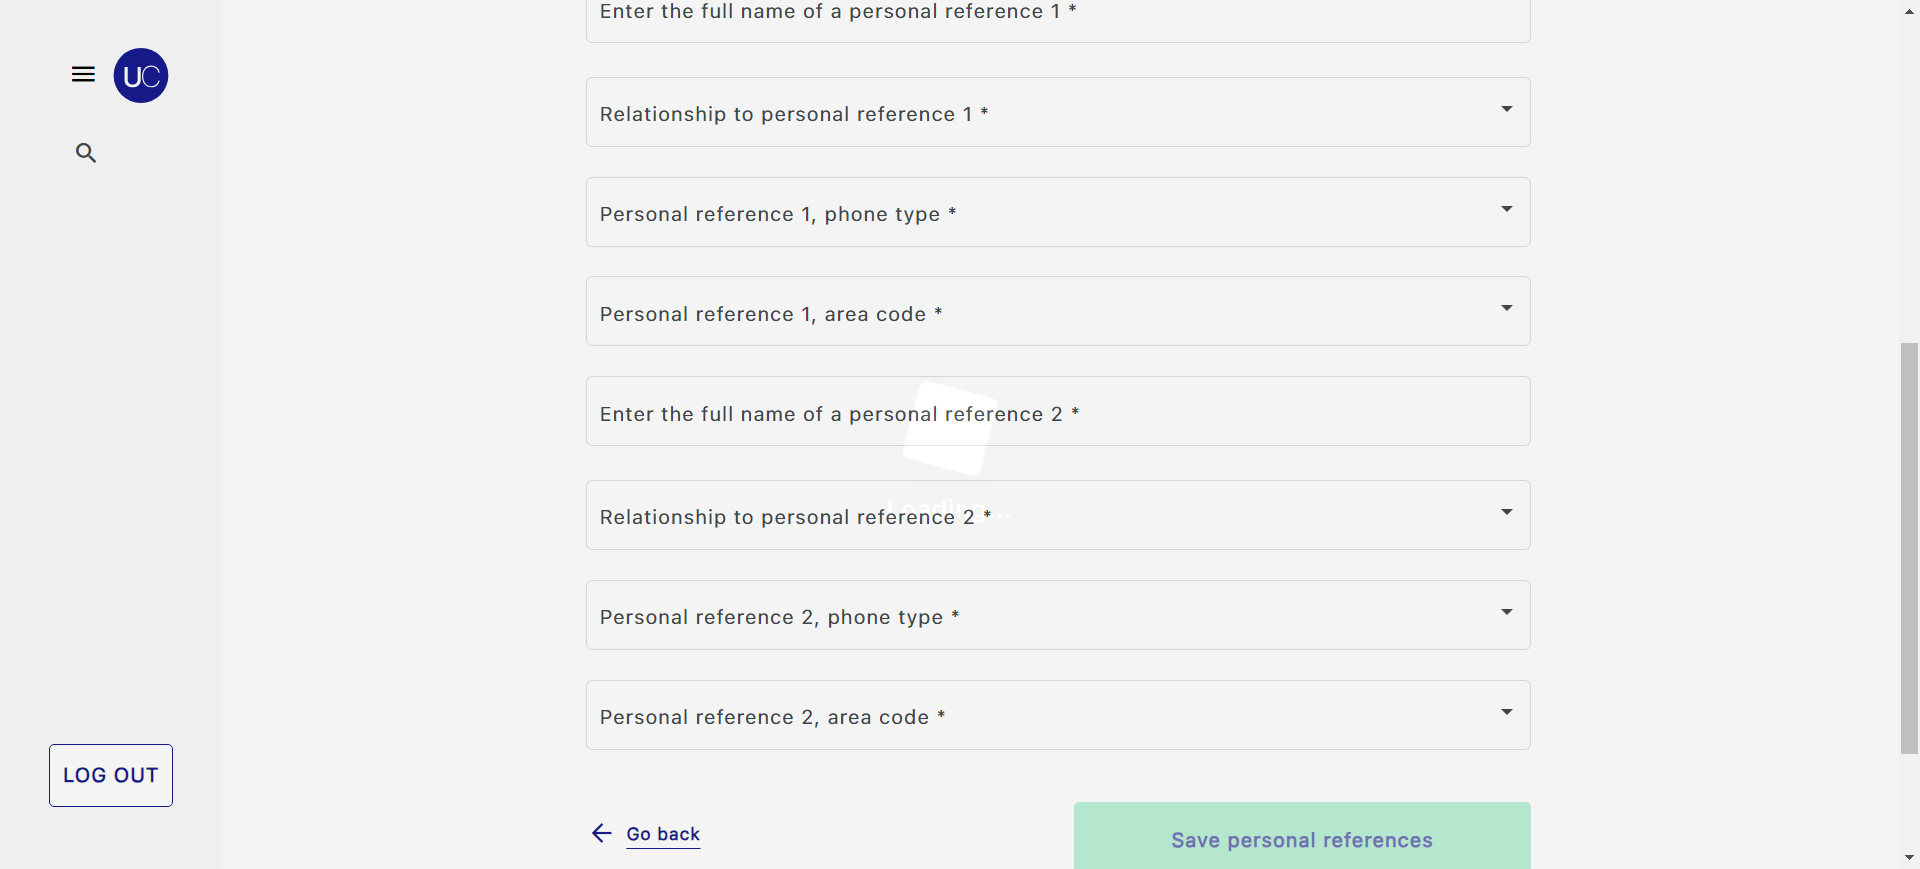 Enter the full name of a personal reference 1 *
UC
Relationship to personal reference 1 *
Personal reference 1, phone type *
Personal reference 1, area code *
Enter the full name of a personal reference 2 *
Loading...
Relationship to personal reference 2 *
Personal reference 2, phone type *
Personal reference 2, area code *
LOG OUT
Go back
Save personal references